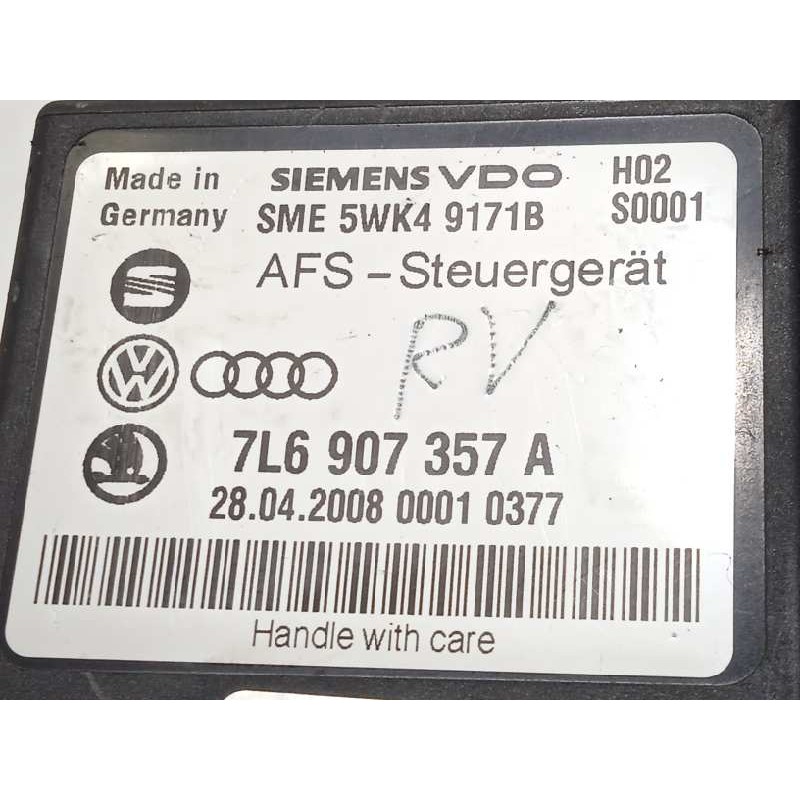 Made in SIEMENS VDO H02
Germany SME 5WK4 9171B S0001
AFS -Steuergerät
RV
7L6 907 357 A
28.04.2008 0001 0377
Handle with care